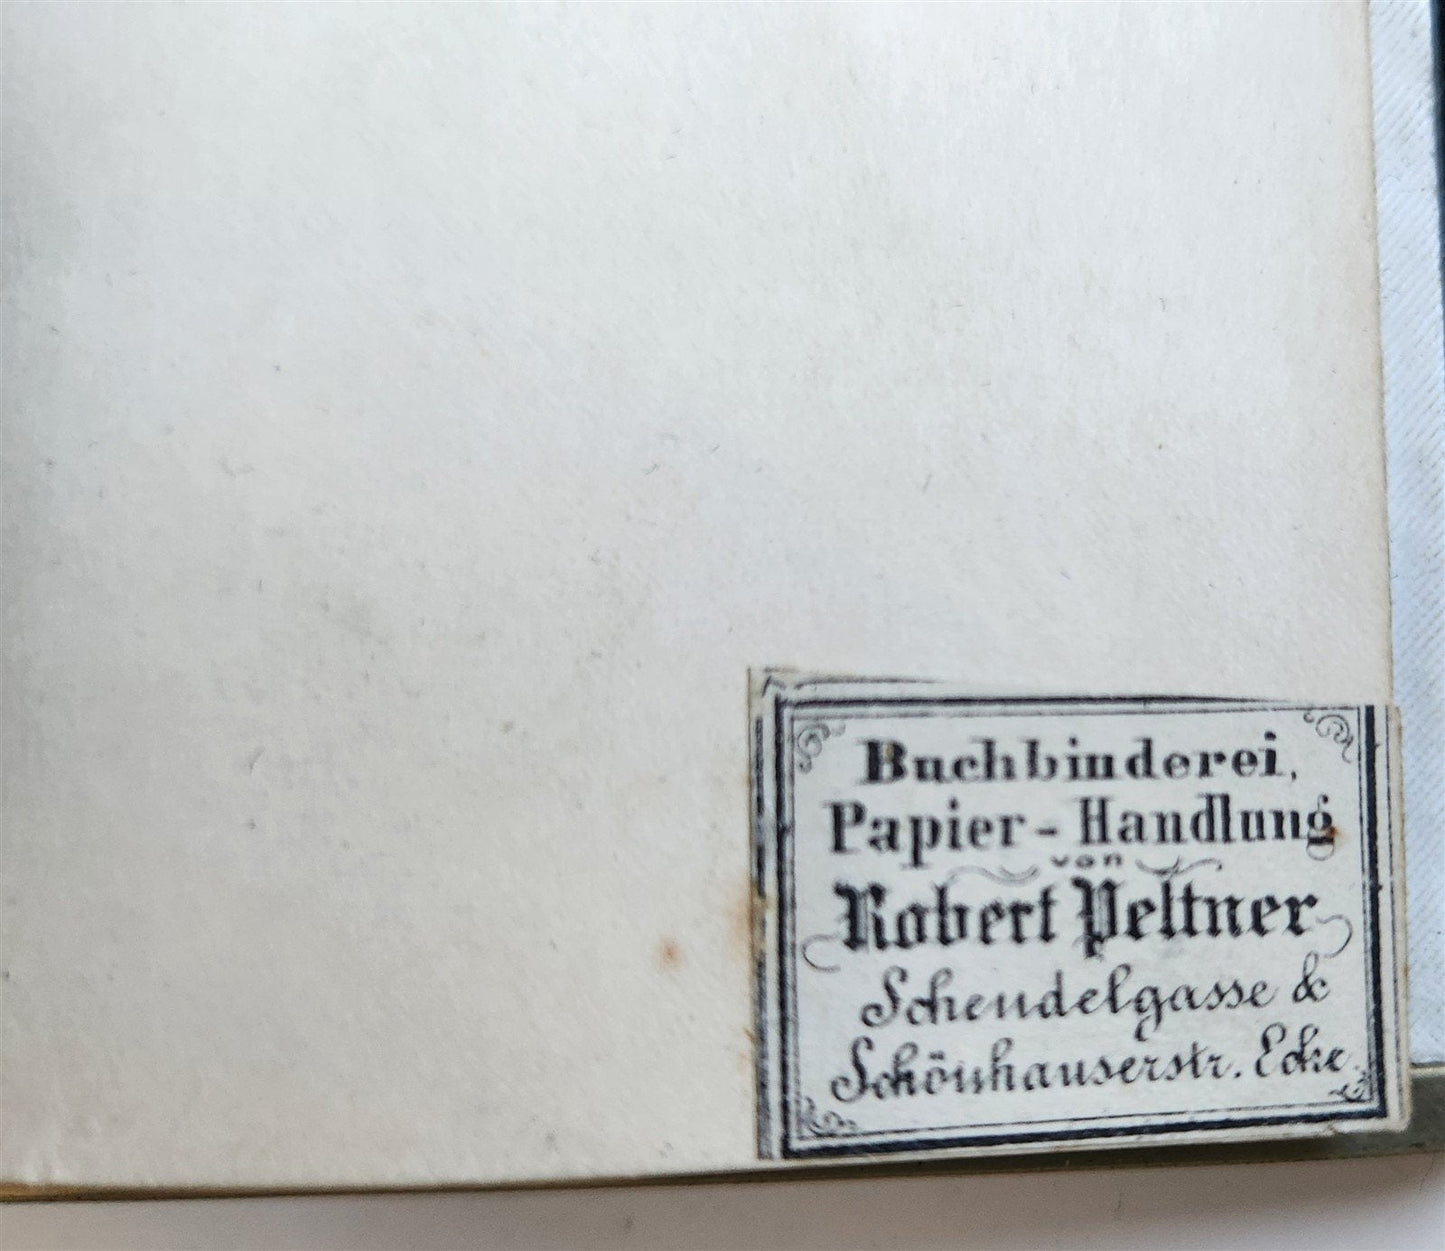 Buchbinderei,
Papier-Handlung
von
Robert Peltner
Schendelgasse &
Schönhauserstr. Ecke